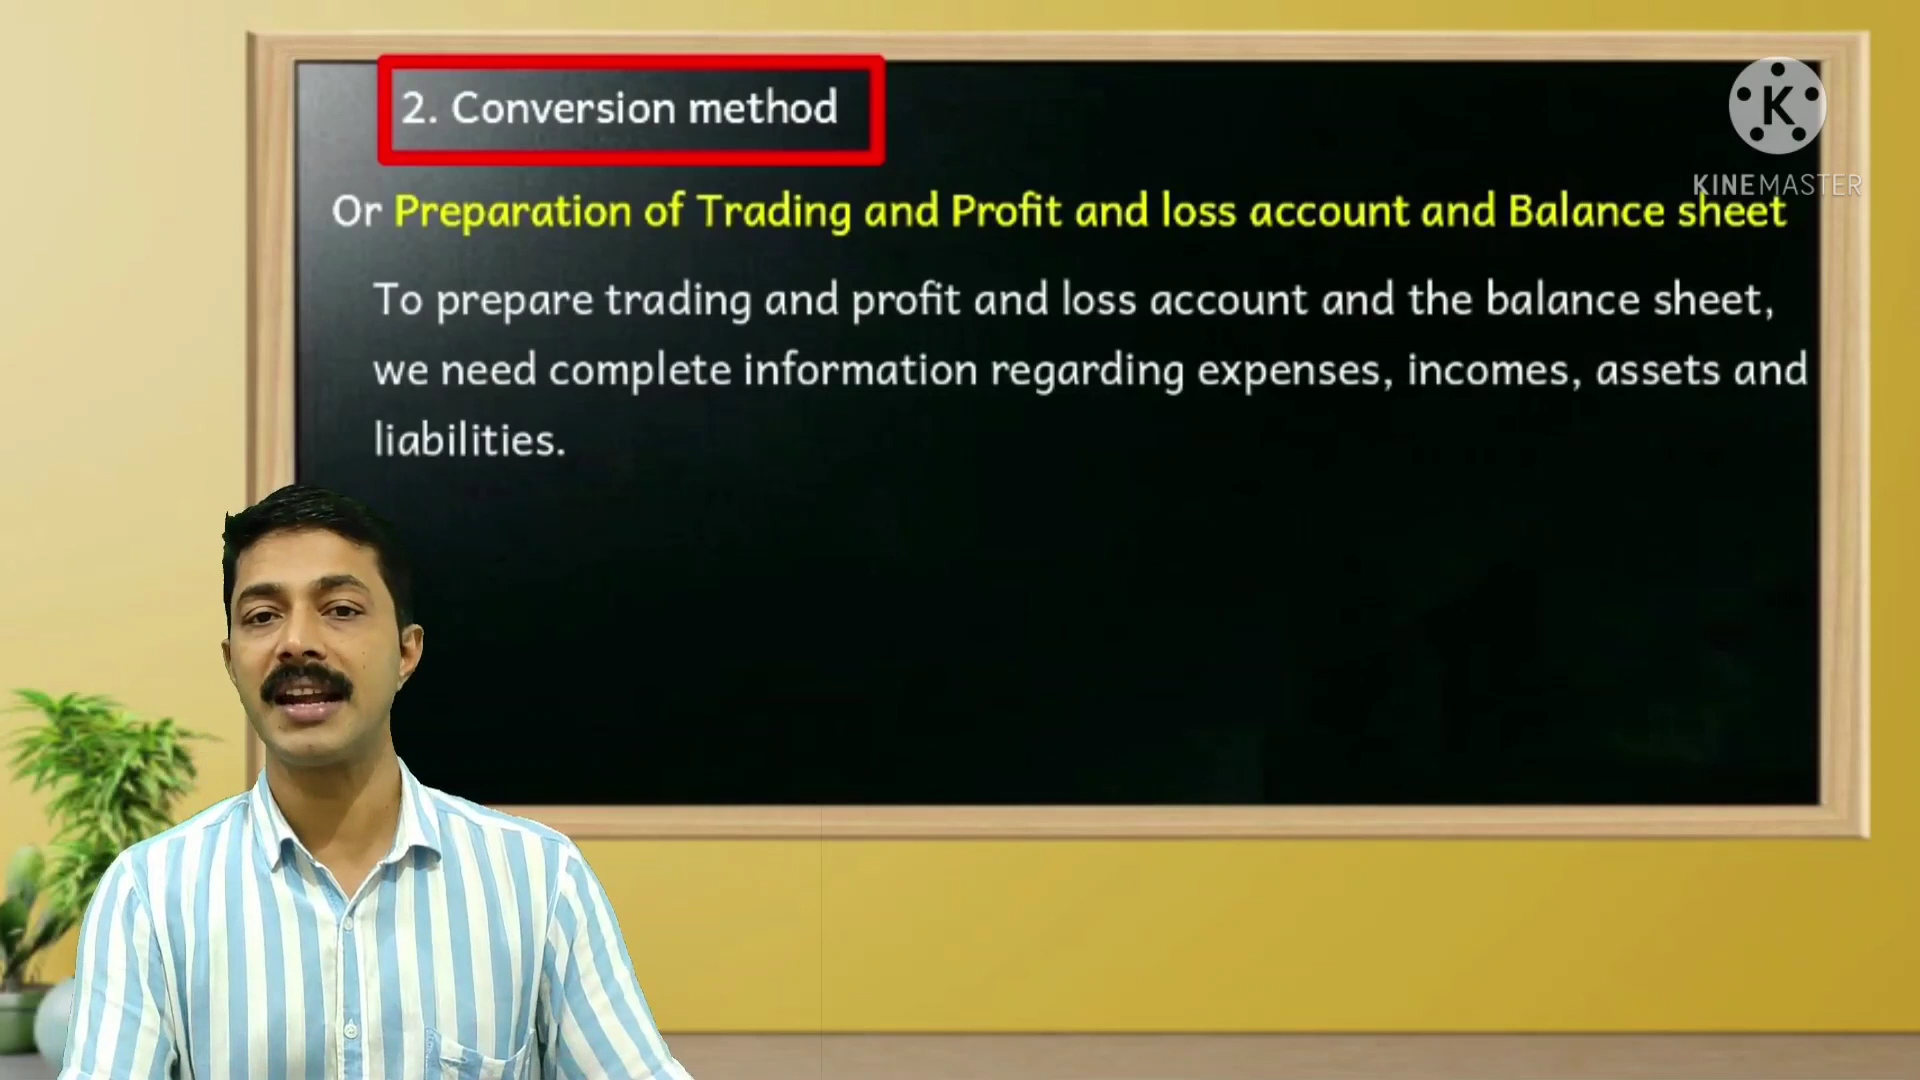 2. Conversion method
K
KINEMASTER
Or Preparation of Trading and Profit and loss account and Balance sheet
To prepare trading and profit and loss account and the balance sheet,
we need complete information regarding expenses, incomes, assets and
liabilities.